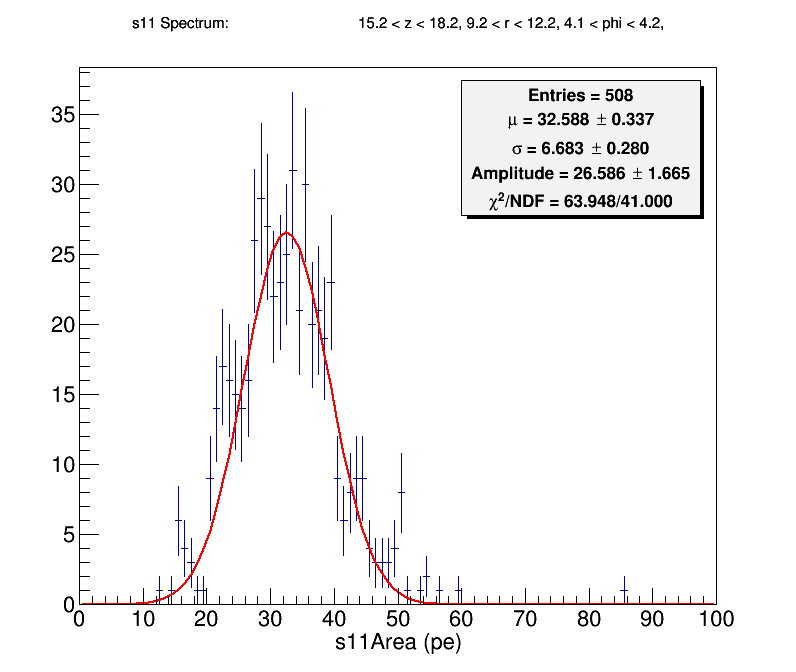 s11 Spectrum: 15.2 < z < 18.2, 9.2 < r < 12.2, 4.1 < phi < 4.2,
Entries = 508
μ = 32.588 ± 0.337
σ = 6.683 ± 0.280
Amplitude = 26.586 ± 1.665
χ²/NDF = 63.948/41.000
35
30
25
20
15
10
5
0
0 10 20 30 40 50 60 70 80 90 100
s11Area (pe)